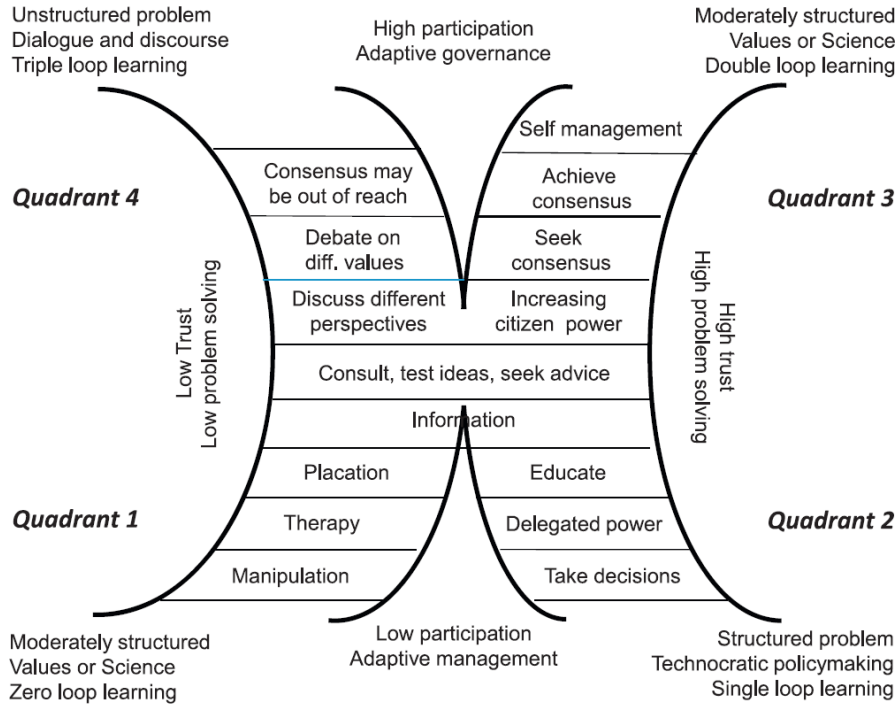 Unstructured problem
Dialogue and discourse
Triple loop learning
High participation
Adaptive governance
Moderately structured
Values or Science
Double loop learning
Self management
Quadrant 4
Consensus may
be out of reach
Achieve
consensus
Quadrant 3
Debate on
diff. values
Seek
consensus
Low Trust
Low problem solving
Discuss different
perspectives
Increasing
citizen power
High trust
High problem solving
Consult, test ideas, seek advice
Information
Placation
Educate
Quadrant 1
Therapy
Delegated power
Quadrant 2
Manipulation
Take decisions
Moderately structured
Values or Science
Zero loop learning
Low participation
Adaptive management
Structured problem
Technocratic policymaking
Single loop learning